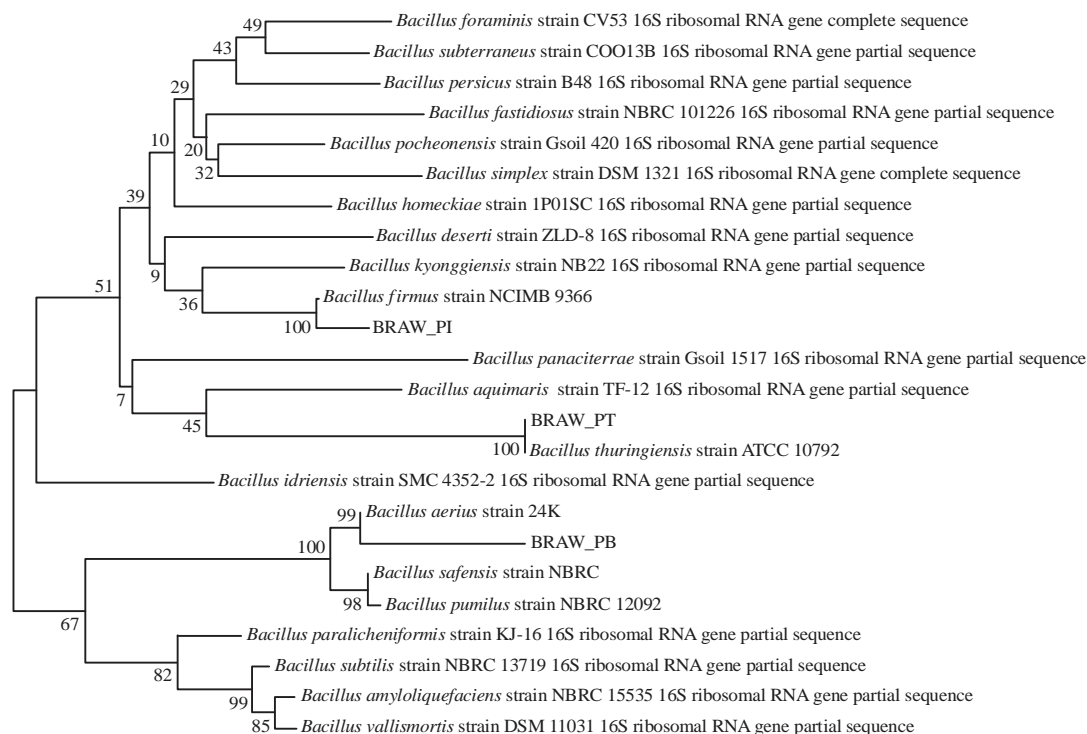 49
Bacillus foraminis strain CV53 16S ribosomal RNA gene complete sequence
43
Bacillus subterraneus strain COO13B 16S ribosomal RNA gene partial sequence
Bacillus persicus strain B48 16S ribosomal RNA gene partial sequence
29
Bacillus fastidiosus strain NBRC 101226 16S ribosomal RNA gene partial sequence
10
20
Bacillus pocheonensis strain Gsoil 420 16S ribosomal RNA gene partial sequence
32
Bacillus simplex strain DSM 1321 16S ribosomal RNA gene complete sequence
39
Bacillus homeckiae strain 1P01SC 16S ribosomal RNA gene partial sequence
Bacillus deserti strain ZLD-8 16S ribosomal RNA gene partial sequence
9
Bacillus kyonggiensis strain NB22 16S ribosomal RNA gene partial sequence
51
36
Bacillus firmus strain NCIMB 9366
100
BRAW_PI
Bacillus panaciterrae strain Gsoil 1517 16S ribosomal RNA gene partial sequence
7
Bacillus aquimaris strain TF-12 16S ribosomal RNA gene partial sequence
45
BRAW_PT
100
Bacillus thuringiensis strain ATCC 10792
Bacillus idriensis strain SMC 4352-2 16S ribosomal RNA gene partial sequence
99
Bacillus aerius strain 24K
100
BRAW_PB
Bacillus safensis strain NBRC
98
Bacillus pumilus strain NBRC 12092
67
Bacillus paralicheniformis strain KJ-16 16S ribosomal RNA gene partial sequence
82
Bacillus subtilis strain NBRC 13719 16S ribosomal RNA gene partial sequence
99
Bacillus amyloliquefaciens strain NBRC 15535 16S ribosomal RNA gene partial sequence
85
Bacillus vallismortis strain DSM 11031 16S ribosomal RNA gene partial sequence